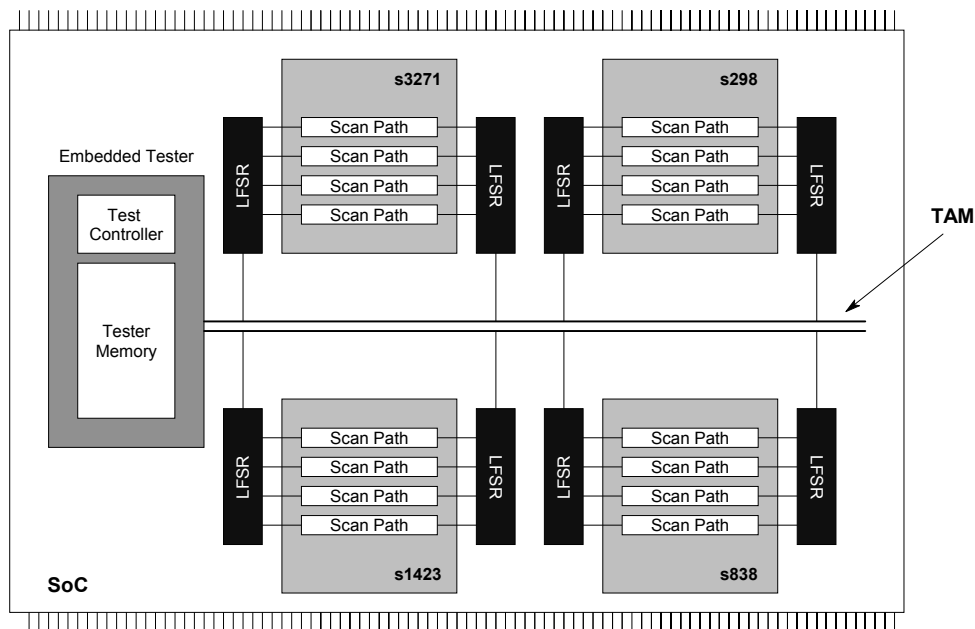 s3271
s298
Scan Path
Scan Path
Scan Path
Scan Path
LFSR
LFSR
Scan Path
Scan Path
Scan Path
Scan Path
LFSR
LFSR
Embedded Tester
Test
Controller
Tester
Memory
TAM
LFSR
Scan Path
Scan Path
Scan Path
Scan Path
LFSR
LFSR
Scan Path
Scan Path
Scan Path
Scan Path
LFSR
s1423
s838
SoC